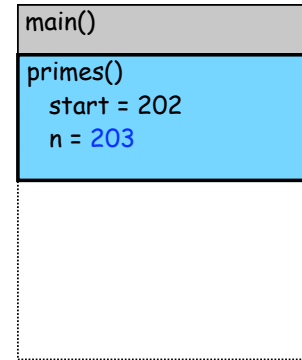 main()
primes()
start = 202
n = 203